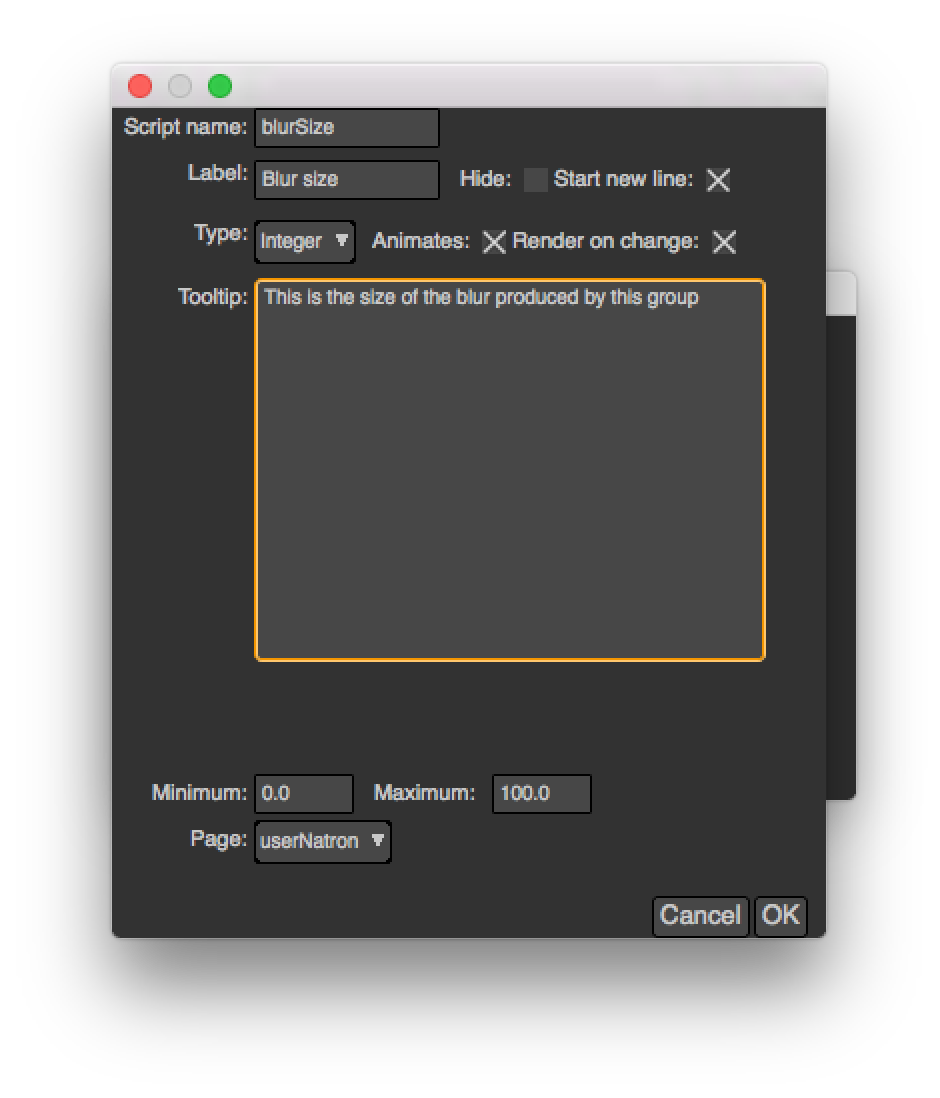 Script name: blurSize
Label: Blur size Hide: Start new line:
Type: Integer Animates: Render on change:
Tooltip: This is the size of the blur produced by this group
Minimum: 0.0 Maximum: 100.0
Page: userNatron
Cancel OK